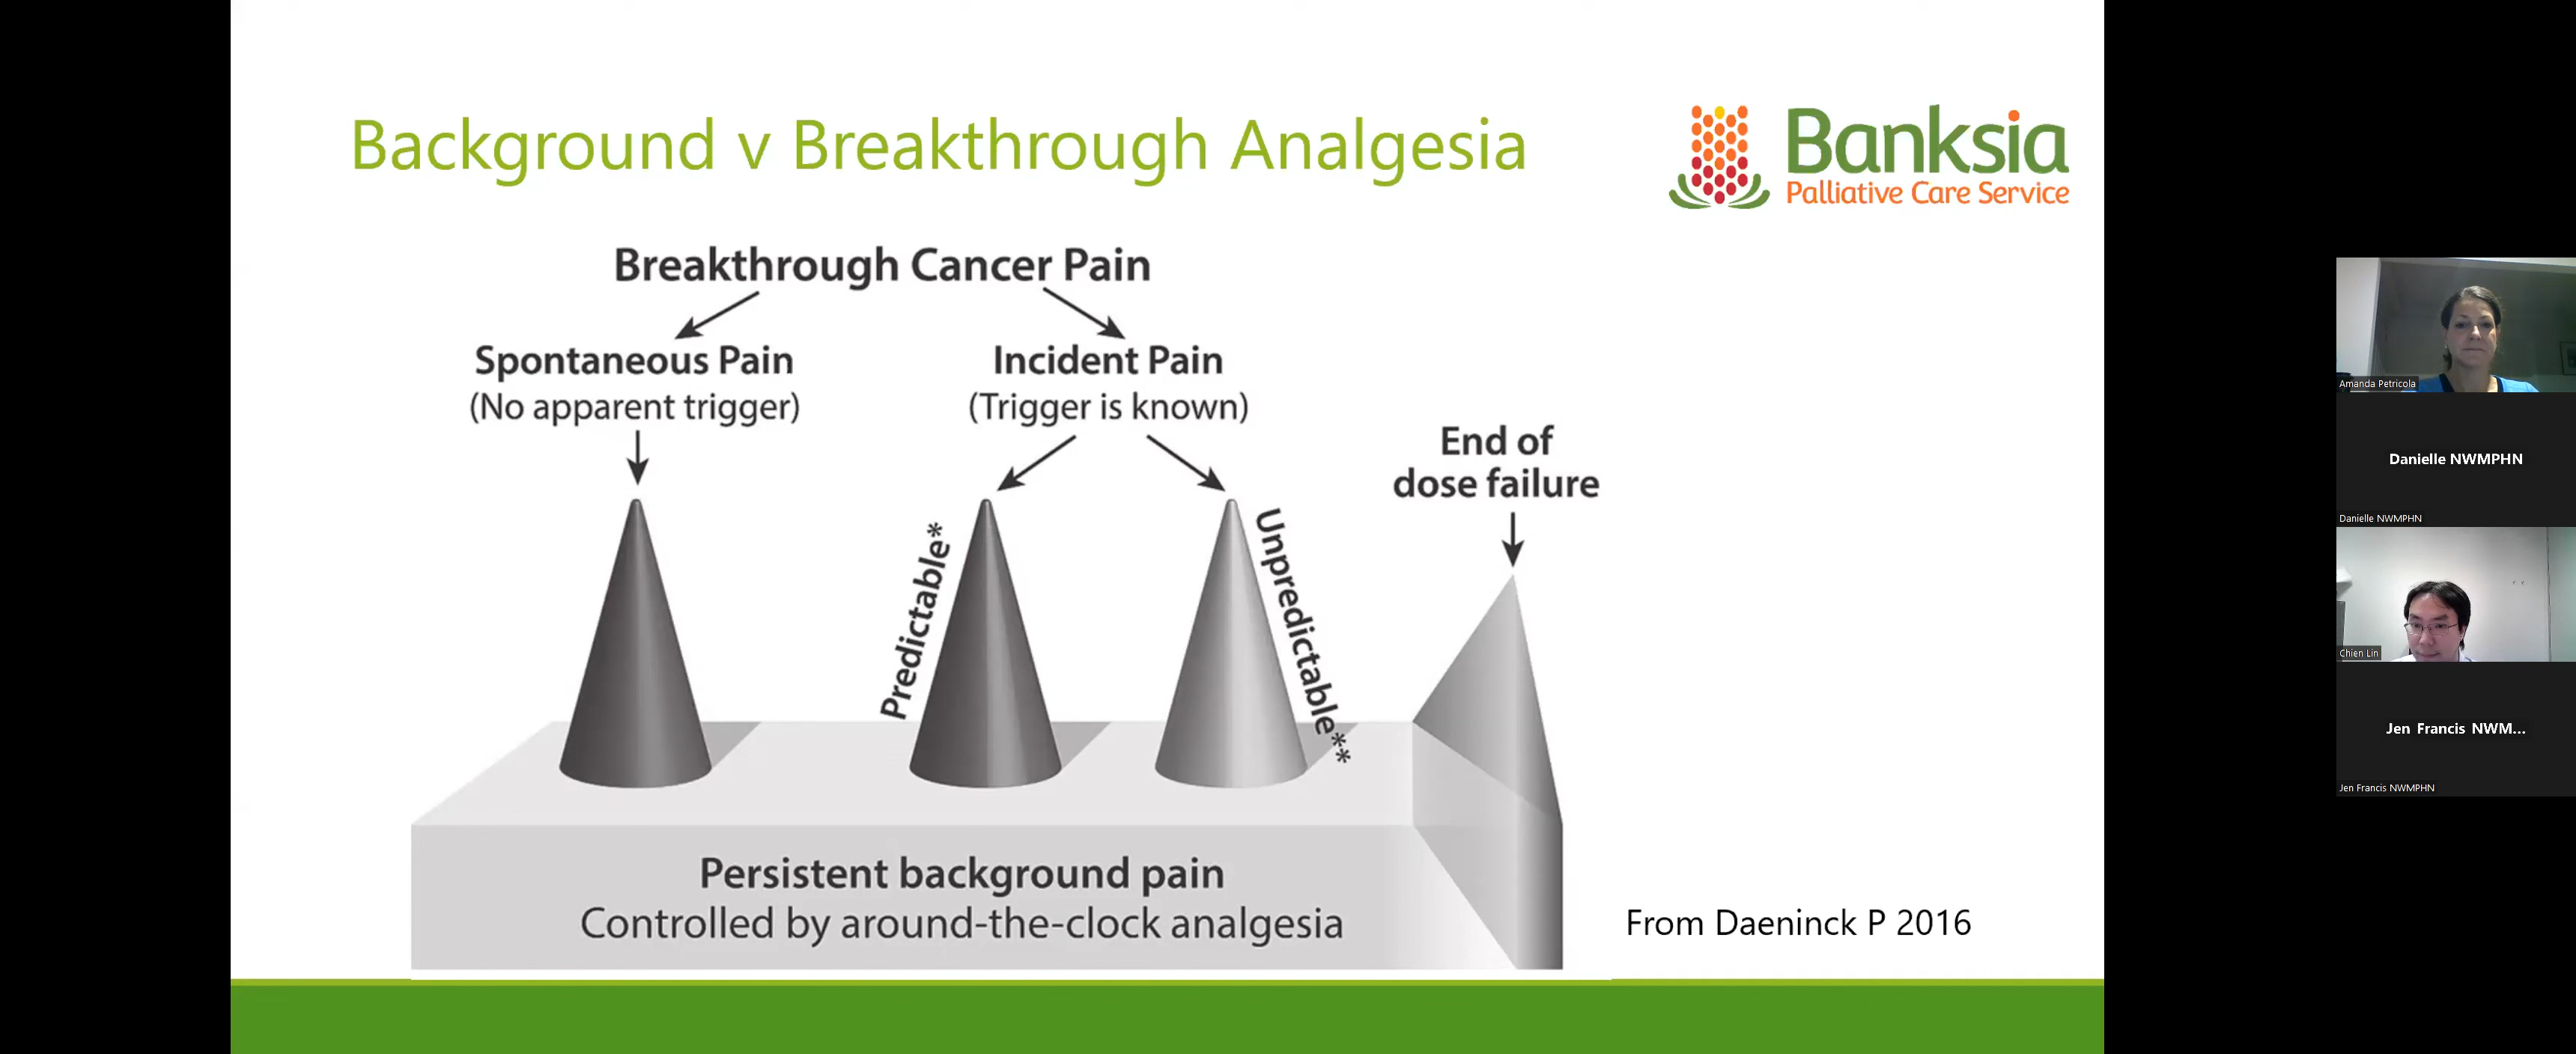 Background v Breakthrough Analgesia
Banksia
Palliative Care Service
Breakthrough Cancer Pain
Spontaneous Pain
(No apparent trigger)
Incident Pain
(Trigger is known)
End of
dose failure
Predictable*
Unpredictable**
Persistent background pain
Controlled by around-the-clock analgesia
From Daeninck P 2016
Amanda Petricola
Danielle NWMPHN
Danielle NWMPHN
Chien Lin
Jen Francis NWM...
Jen Francis NWMPHN